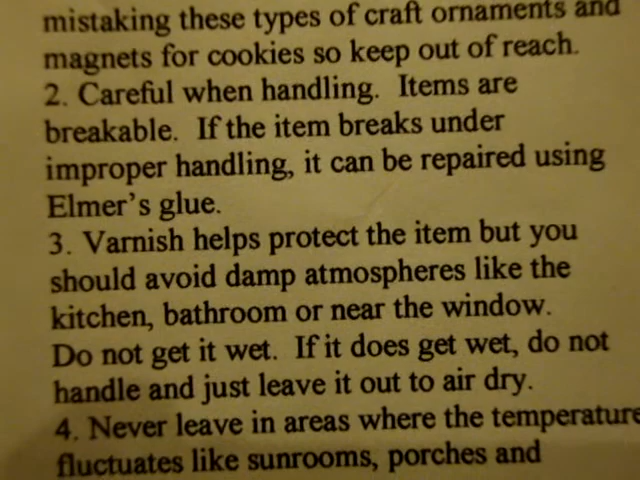 mistaking these types of craft ornaments and
magnets for cookies so keep out of reach.
2. Careful when handling. Items are
breakable. If the item breaks under
improper handling, it can be repaired using
Elmer's glue.
3. Varnish helps protect the item but you
should avoid damp atmospheres like the
kitchen, bathroom or near the window.
Do not get it wet. If it does get wet, do not
handle and just leave it out to air dry.
4. Never leave in areas where the temperature
fluctuates like sunrooms, porches and